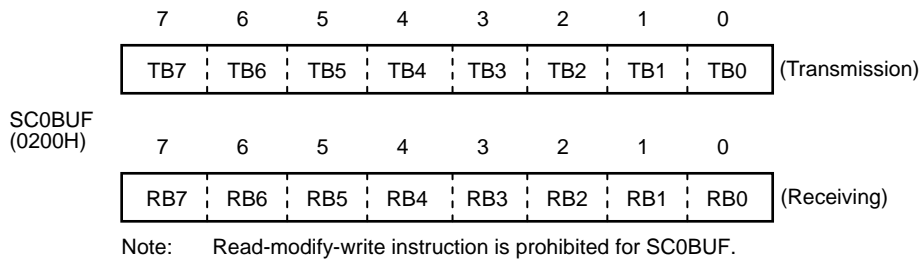 7 6 5 4 3 2 1 0
TB7 TB6 TB5 TB4 TB3 TB2 TB1 TB0 (Transmission)
SC0BUF
(0200H)
7 6 5 4 3 2 1 0
RB7 RB6 RB5 RB4 RB3 RB2 RB1 RB0 (Receiving)
Note: Read-modify-write instruction is prohibited for SC0BUF.